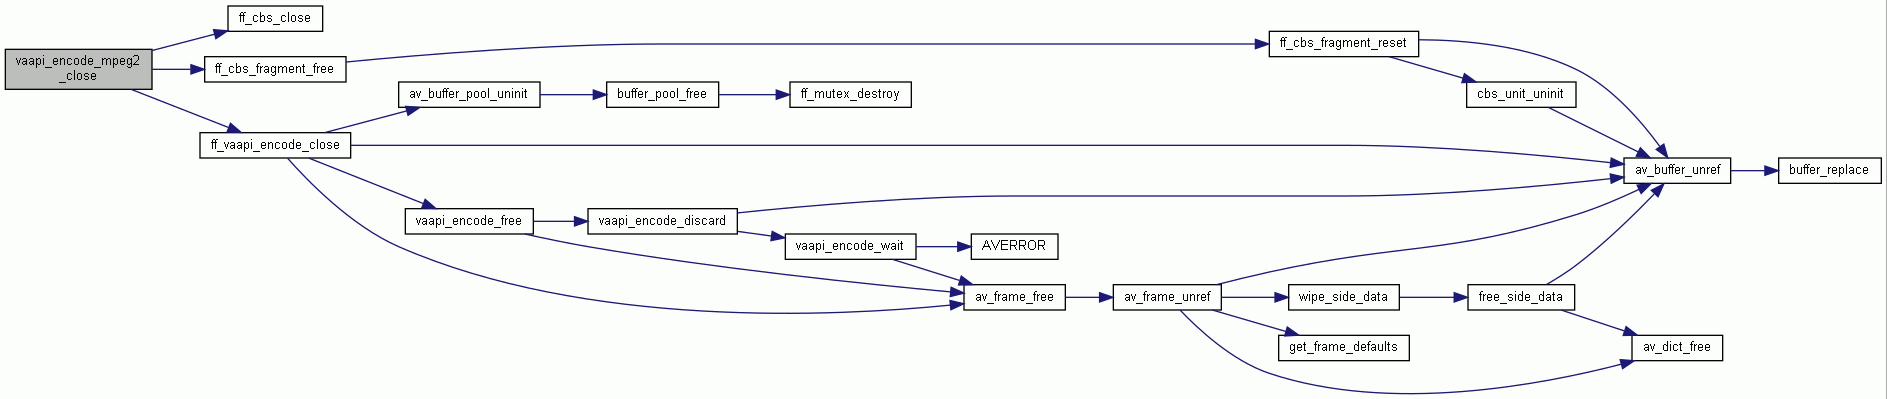 vaapi_encode_mpeg2
_close
ff_cbs_close
ff_cbs_fragment_free
ff_vaapi_encode_close
av_buffer_pool_uninit
buffer_pool_free
ff_mutex_destroy
vaapi_encode_free
vaapi_encode_discard
vaapi_encode_wait
AVERROR
av_frame_free
av_frame_unref
wipe_side_data
get_frame_defaults
free_side_data
av_dict_free
ff_cbs_fragment_reset
cbs_unit_uninit
av_buffer_unref
buffer_replace